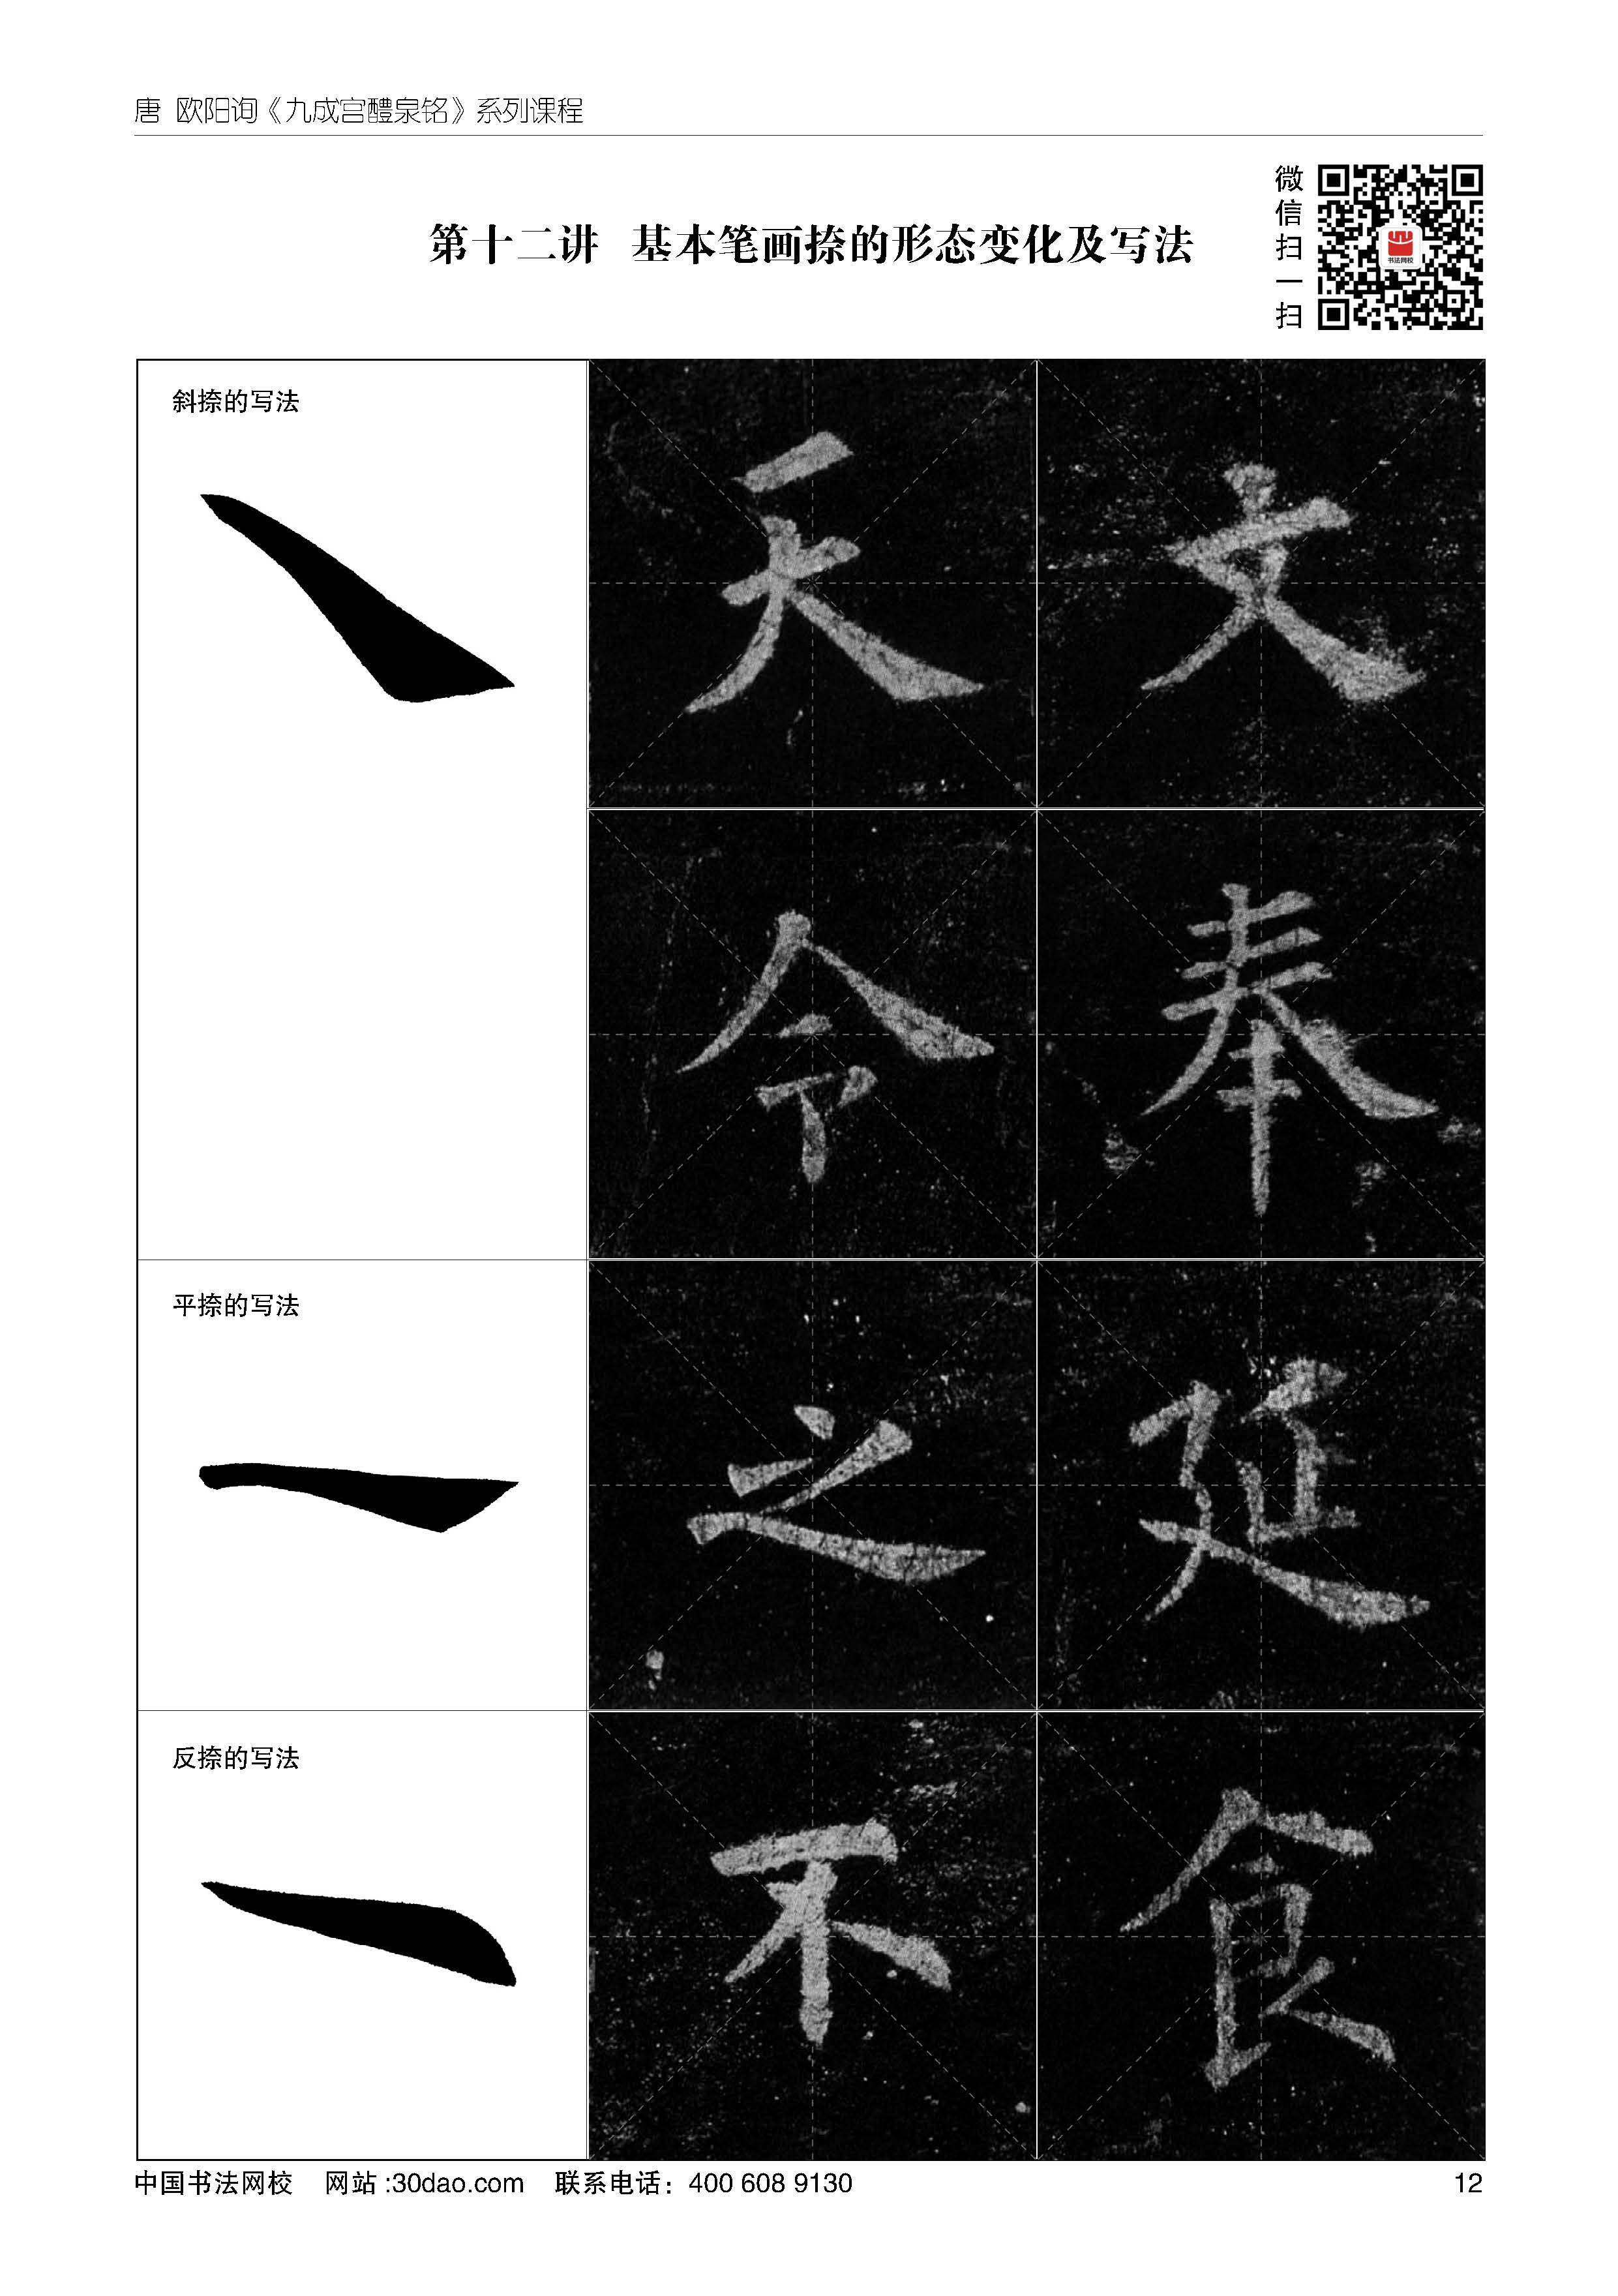 唐 欧阳询《九成宫醴泉铭》系列课程
微信扫一扫
书法网校
第十二讲 基本笔画捺的形态变化及写法
斜捺的写法
天 文
令 奉
平捺的写法
之 延
反捺的写法
不 食
中国书法网校 网站:30dao.com 联系电话：400 608 9130 12